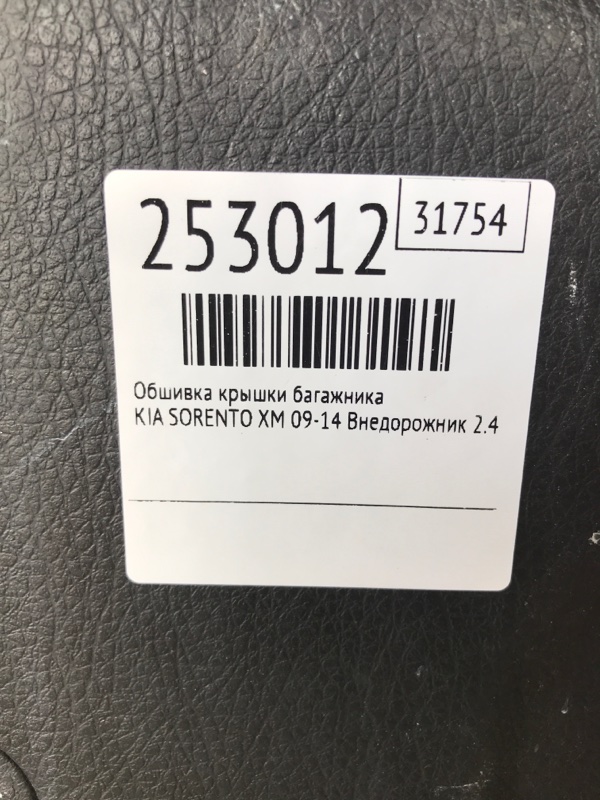 253012
31754
Обшивка крышки багажника
KIA SORENTO XM 09-14 Внедорожник 2.4